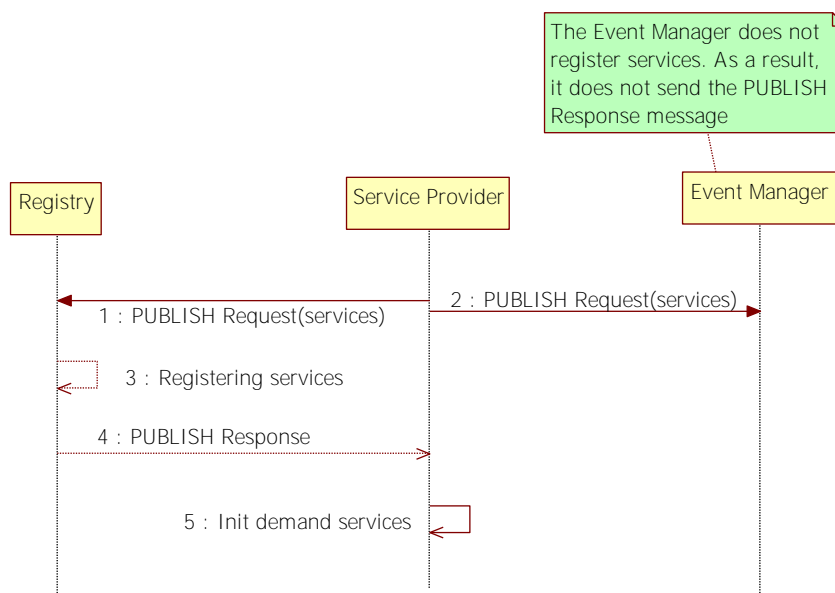 The Event Manager does not
register services. As a result,
it does not send the PUBLISH
Response message
Registry
Service Provider
Event Manager
1 : PUBLISH Request(services)
2 : PUBLISH Request(services)
3 : Registering services
4 : PUBLISH Response
5 : Init demand services